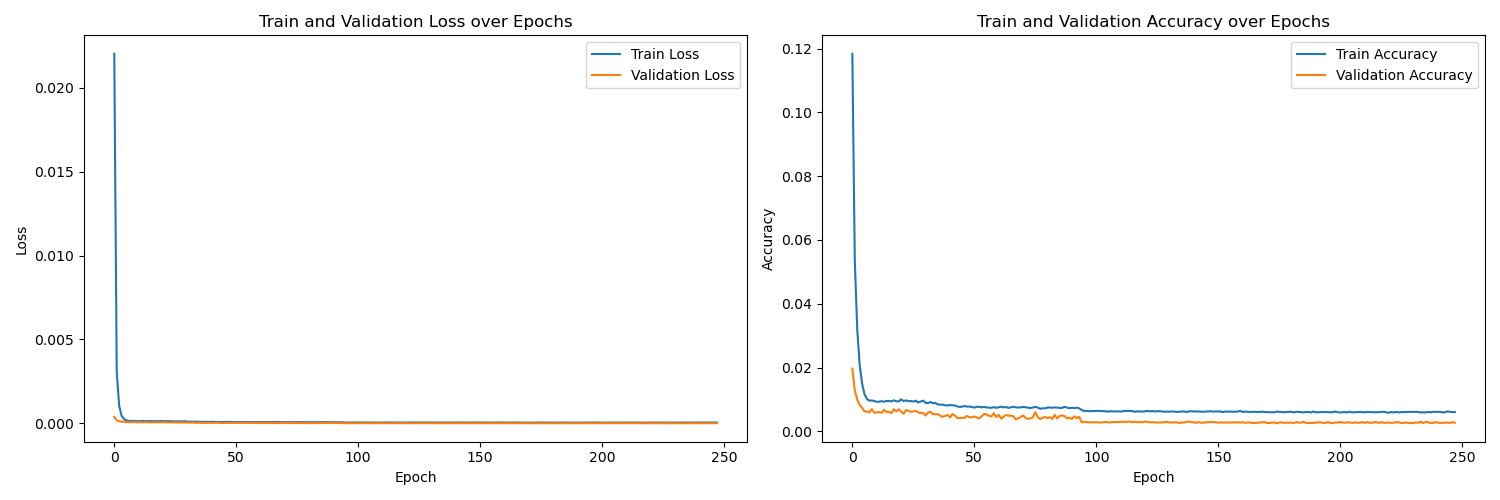 Train and Validation Loss over Epochs
Train Loss
Validation Loss
0.020
0.015
0.010
0.005
0.000
Loss
0
50
100
150
200
250
Epoch
Train and Validation Accuracy over Epochs
Train Accuracy
Validation Accuracy
0.12
0.10
0.08
0.06
0.04
0.02
0.00
Accuracy
0
50
100
150
200
250
Epoch